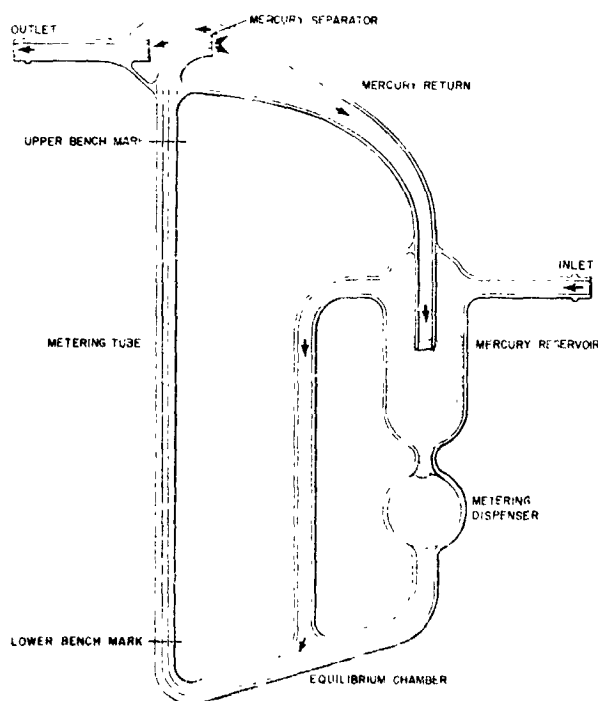 OUTLET
MERCURY SEPARATOR
MERCURY RETURN
UPPER BENCH MARK
INLET
METERING TUBE
MERCURY RESERVOIR
METERING
DISPENSER
LOWER BENCH MARK
EQUILIBRIUM CHAMBER